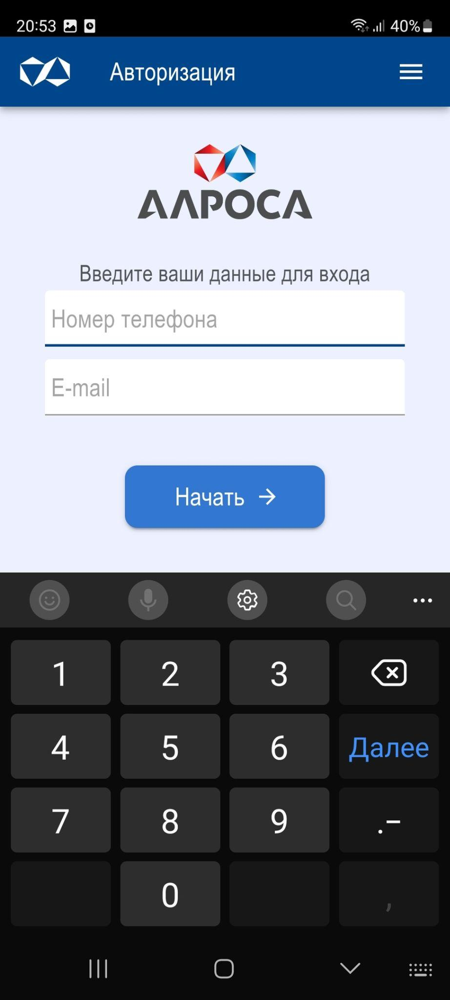 20:53 40%
Авторизация
АЛРОСА
Введите ваши данные для входа
Номер телефона
E-mail
Начать →
1 2 3
4 5 6 Далее
7 8 9 .-
0 ,